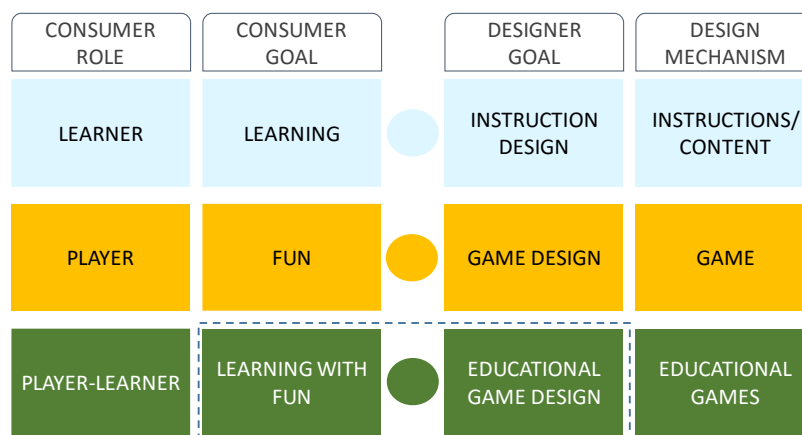 CONSUMER
ROLE
CONSUMER
GOAL
DESIGNER
GOAL
DESIGN
MECHANISM
LEARNER
LEARNING
INSTRUCTION
DESIGN
INSTRUCTIONS/
CONTENT
PLAYER
FUN
GAME DESIGN
GAME
PLAYER-LEARNER
LEARNING WITH
FUN
EDUCATIONAL
GAME DESIGN
EDUCATIONAL
GAMES